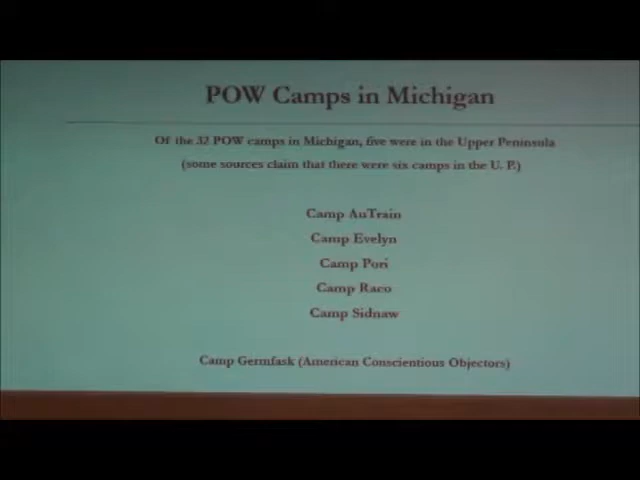 POW Camps in Michigan
Of the 32 POW camps in Michigan, five were in the Upper Peninsula
(some sources claim that there were six camps in the U. P.)
Camp AuTrain
Camp Evelyn
Camp Pori
Camp Raco
Camp Sidnaw
Camp Germfask (American Conscientious Objectors)